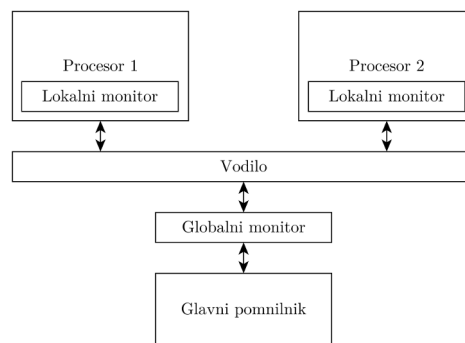 Procesor 1
Lokalni monitor
Procesor 2
Lokalni monitor
Vodilo
Globalni monitor
Glavni pomnilnik